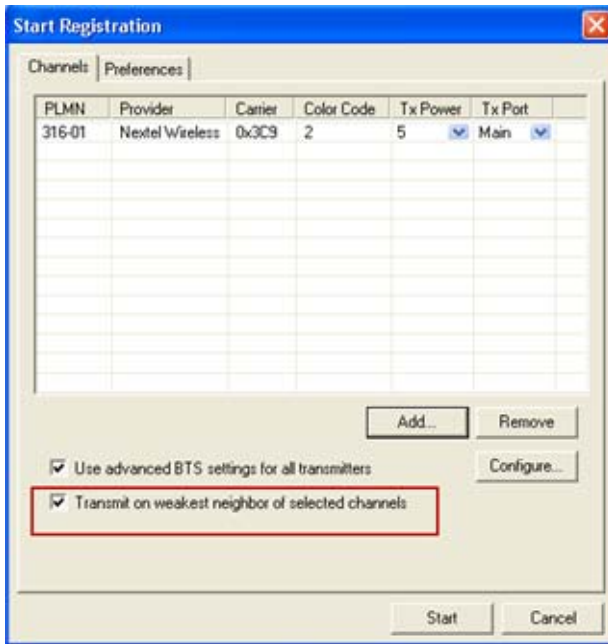 Start Registration
Channels Preferences
PLMN Provider Carrier Color Code Tx Power Tx Port
316-01 Nextel Wireless 0x3C9 2 5 Main
Add... Remove
Use advanced BTS settings for all transmitters Configure...
Transmit on weakest neighbor of selected channels
Start Cancel